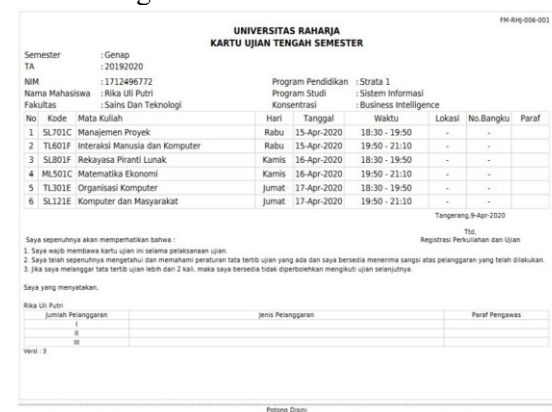 FM-RHJ-006-001
UNIVERSITAS RAHARJA
KARTU UJIAN TENGAH SEMESTER
Semester : Genap
TA : 20192020
NIM : 1712496772 Program Pendidikan : Strata 1
Nama Mahasiswa : Rika Uli Putri Program Studi : Sistem Informasi
Fakultas : Sains Dan Teknologi Konsentrasi : Business Intelligence
No Kode Mata Kuliah Hari Tanggal Waktu Lokasi No.Bangku Paraf
1 SL701C Manajemen Proyek Rabu 15-Apr-2020 18:30 - 19:50 - -
2 TL601F Interaksi Manusia dan Komputer Rabu 15-Apr-2020 19:50 - 21:10 - -
3 SL801F Rekayasa Piranti Lunak Kamis 16-Apr-2020 18:30 - 19:50 - -
4 ML501C Matematika Ekonomi Kamis 16-Apr-2020 19:50 - 21:10 - -
5 TL301E Organisasi Komputer Jumat 17-Apr-2020 18:30 - 19:50 - -
6 SL121E Komputer dan Masyarakat Jumat 17-Apr-2020 19:50 - 21:10 - -
Tangerang,9-Apr-2020
Ttd,
Saya sepenuhnya akan memperhatikan bahwa : Registrasi Perkuliahan dan Ujian
1. Saya wajib membawa kartu ujian ini selama pelaksanaan ujian.
2. Saya telah sepenuhnya mengetahui dan memahami peraturan tata tertib ujian yang ada dan saya bersedia menerima sangsi atas pelanggaran yang telah dilakukan.
3. Jika saya melanggar tata tertib ujian lebih dari 2 kali, maka saya bersedia tidak diperbolehkan mengikuti ujian selanjutnya.
Saya yang menyatakan,
Rika Uli Putri
Jumlah Pelanggaran Jenis Pelanggaran Paraf Pengawas
I
II
III
Versi : 3
Potong Disini